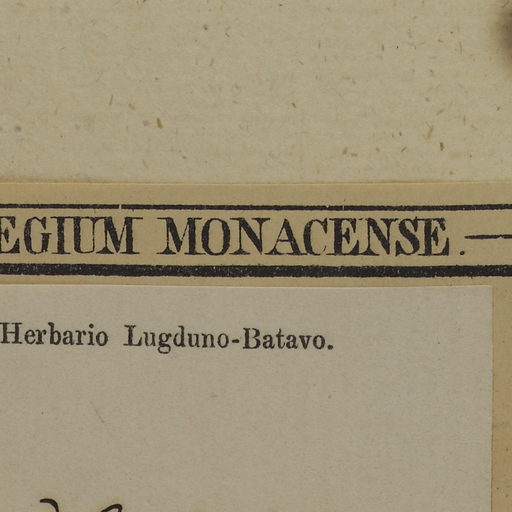 EGIUM MONACENSE.—
Herbario Lugduno-Batavo.